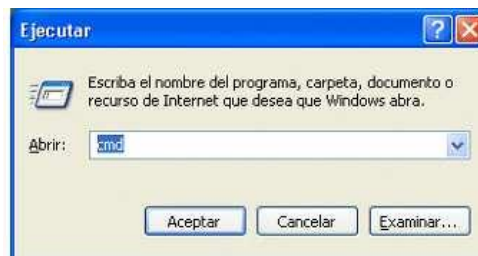 Ejecutar
Escriba el nombre del programa, carpeta, documento o
recurso de Internet que desea que Windows abra.
Abrir: cmd
Aceptar Cancelar Examinar...